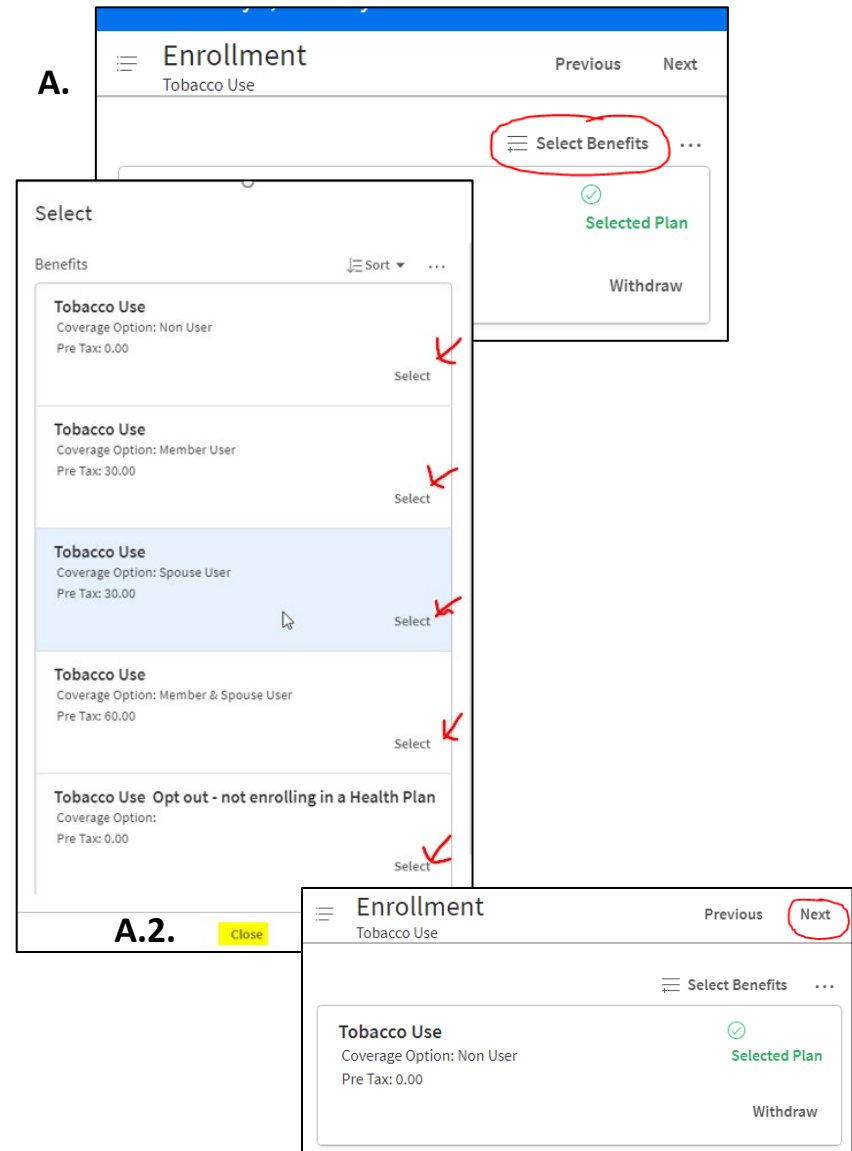 A.
Enrollment
Tobacco Use
Previous Next
Select Benefits ...
Selected Plan
Withdraw
Select
Benefits
Sort ...
Tobacco Use
Coverage Option: Non User
Pre Tax: 0.00
Select
Tobacco Use
Coverage Option: Member User
Pre Tax: 30.00
Select
Tobacco Use
Coverage Option: Spouse User
Pre Tax: 30.00
Select
Tobacco Use
Coverage Option: Member & Spouse User
Pre Tax: 60.00
Select
Tobacco Use Opt out - not enrolling in a Health Plan
Coverage Option:
Pre Tax: 0.00
Select
A.2.
Close
Enrollment
Tobacco Use
Previous Next
Select Benefits ...
Tobacco Use
Coverage Option: Non User
Pre Tax: 0.00
Selected Plan
Withdraw